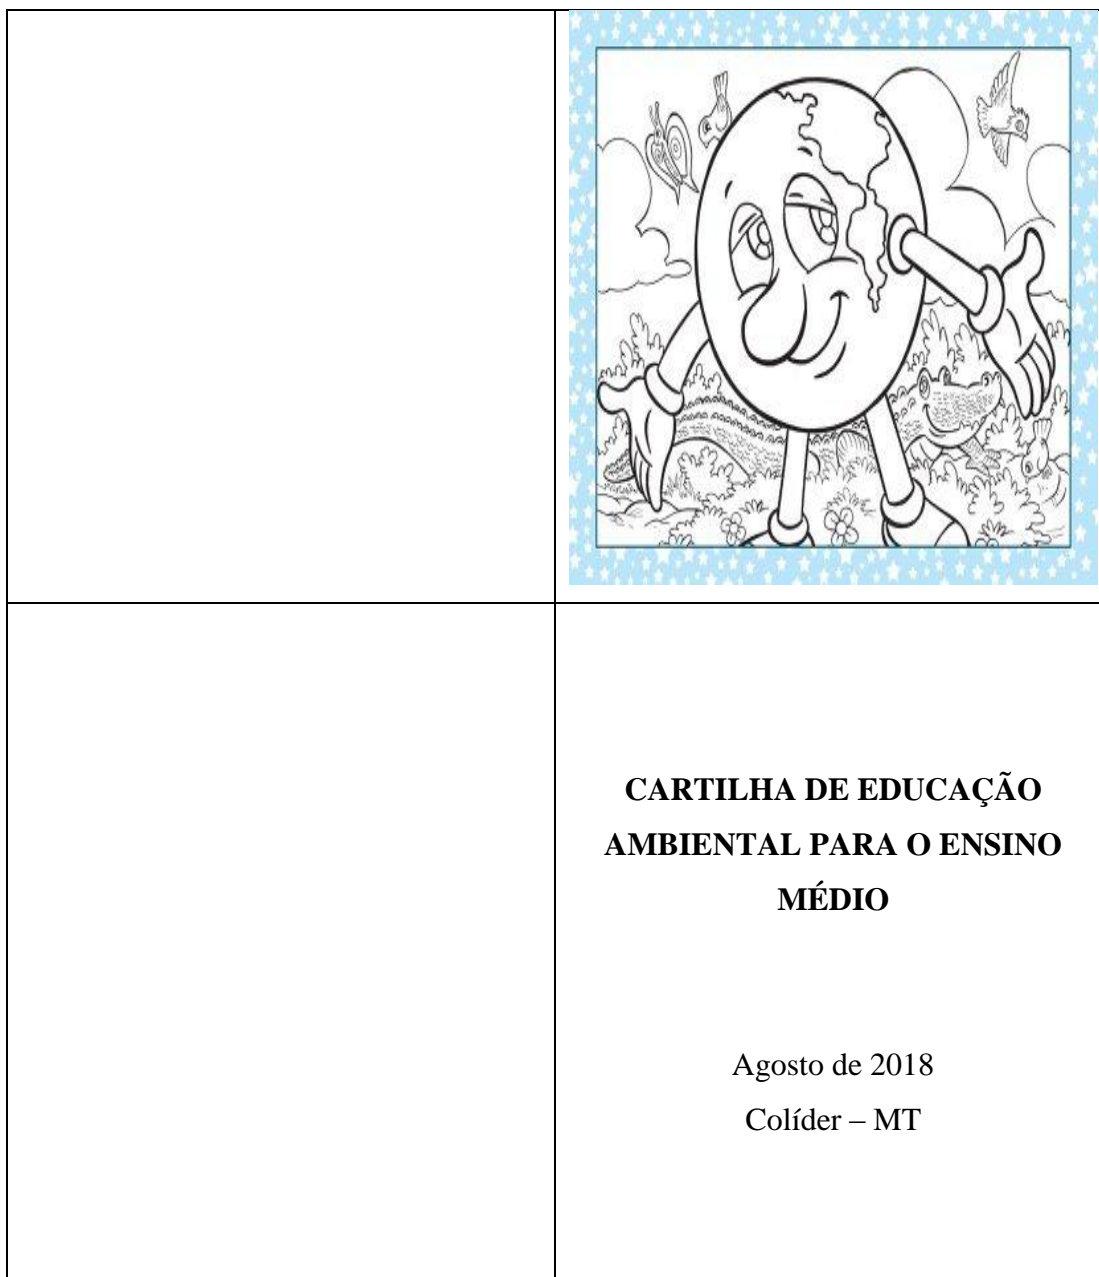 CARTILHA DE EDUCAÇÃO
AMBIENTAL PARA O ENSINO
MÉDIO
Agosto de 2018
Colíder – MT